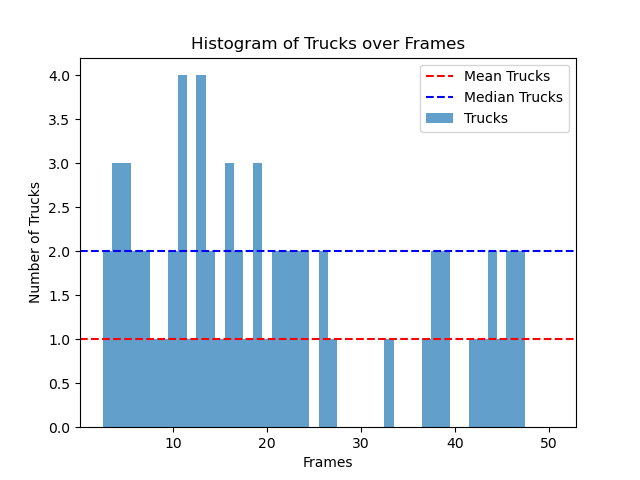 Histogram of Trucks over Frames
Mean Trucks
Median Trucks
Trucks
4.0
3.5
3.0
2.5
2.0
1.5
1.0
0.5
0.0
Number of Trucks
10 20 30 40 50
Frames